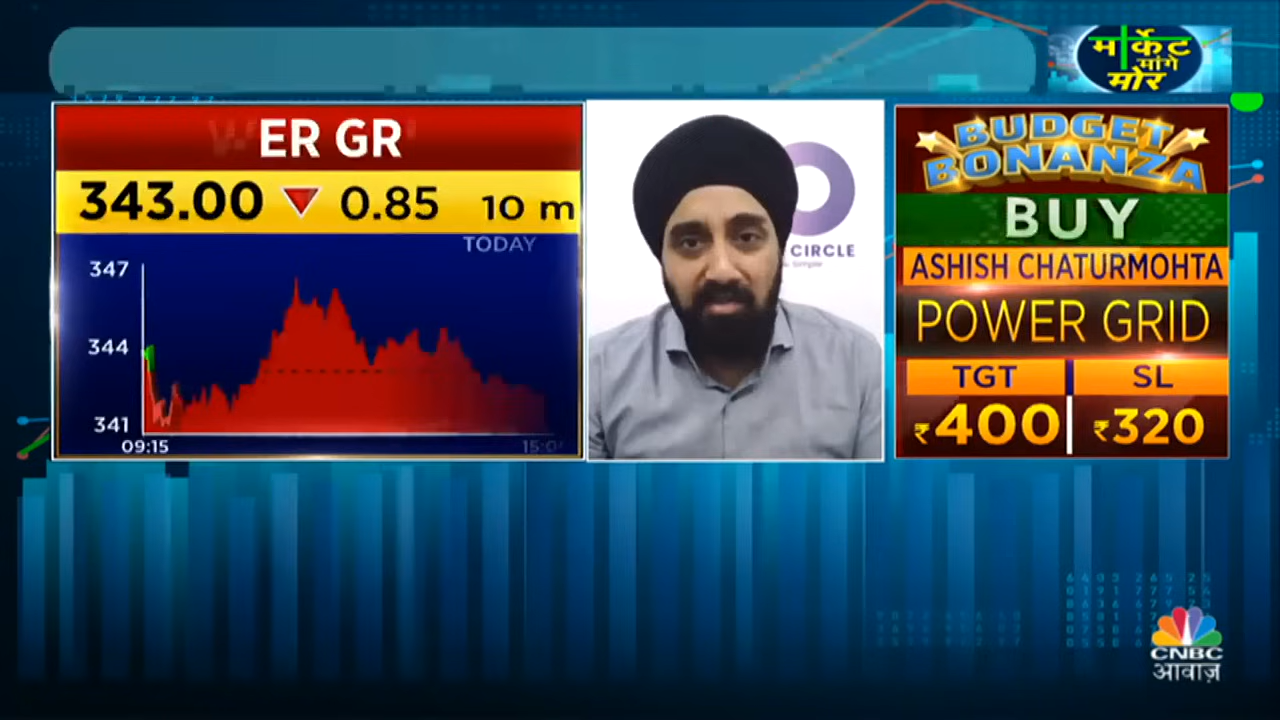 मार्केट
मांगे
मोर
ER GR
343.00 ▼ 0.85 10 m
TODAY
347
344
341
09:15
CIRCLE
Simple
BUDGET
BONANZA
BUY
ASHISH CHATURMOHTA
POWER GRID
TGT SL
₹400 ₹320
CNBC
आवाज़